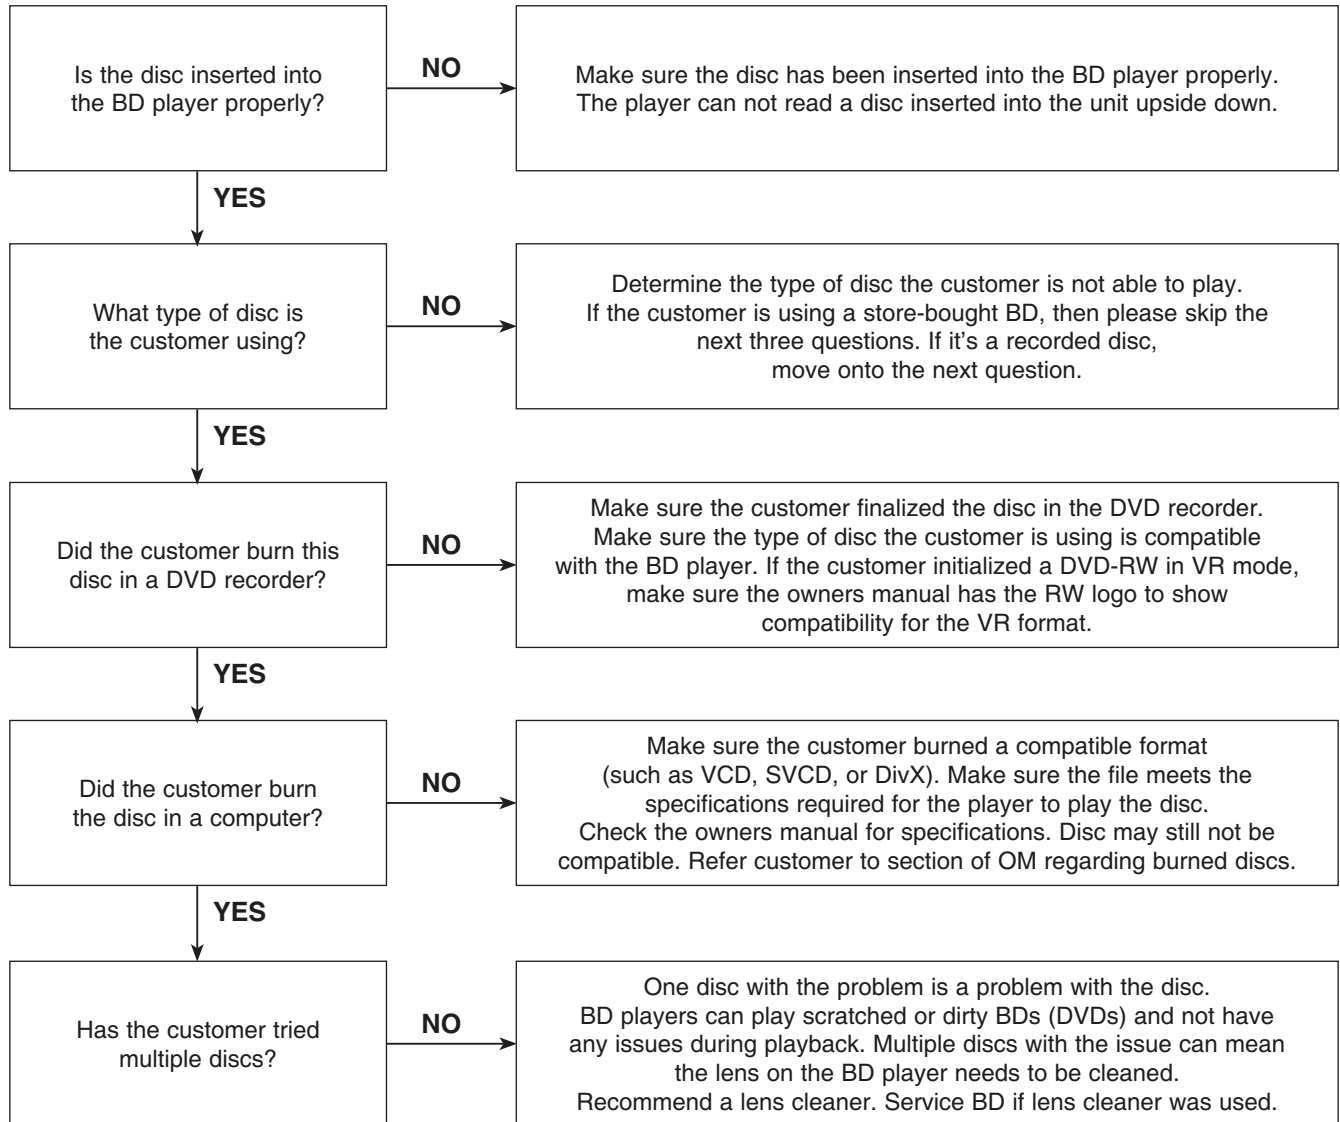 Is the disc inserted into
the BD player properly?
NO
Make sure the disc has been inserted into the BD player properly.
The player can not read a disc inserted into the unit upside down.
YES
What type of disc is
the customer using?
NO
Determine the type of disc the customer is not able to play.
If the customer is using a store-bought BD, then please skip the
next three questions. If it's a recorded disc,
move onto the next question.
YES
Did the customer burn this
disc in a DVD recorder?
NO
Make sure the customer finalized the disc in the DVD recorder.
Make sure the type of disc the customer is using is compatible
with the BD player. If the customer initialized a DVD-RW in VR mode,
make sure the owners manual has the RW logo to show
compatibility for the VR format.
YES
Did the customer burn
the disc in a computer?
NO
Make sure the customer burned a compatible format
(such as VCD, SVCD, or DivX). Make sure the file meets the
specifications required for the player to play the disc.
Check the owners manual for specifications. Disc may still not be
compatible. Refer customer to section of OM regarding burned discs.
YES
Has the customer tried
multiple discs?
NO
One disc with the problem is a problem with the disc.
BD players can play scratched or dirty BDs (DVDs) and not have
any issues during playback. Multiple discs with the issue can mean
the lens on the BD player needs to be cleaned.
Recommend a lens cleaner. Service BD if lens cleaner was used.